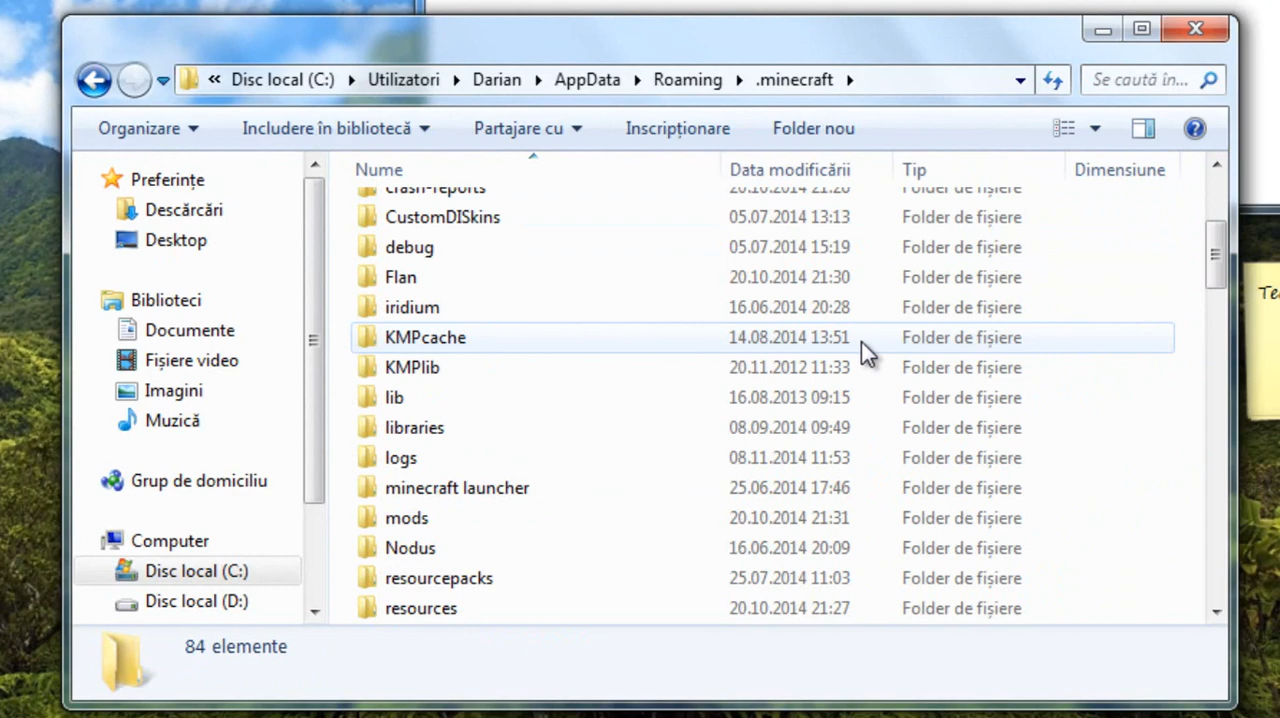 « Disc local (C:) Utilizatori Darian AppData Roaming .minecraft Se caută în...
Organizare Includere în bibliotecă Partajare cu Inscripționare Folder nou
Nume Data modificării Tip Dimensiune
Preferințe
Descărcări
Desktop
Biblioteci
Documente
Fișiere video
Imagini
Muzică
Grup de domiciliu
Computer
Disc local (C:)
Disc local (D:)
crash-reports 20.10.2014 21:26 Folder de fișiere
CustomDISkins 05.07.2014 13:13 Folder de fișiere
debug 05.07.2014 15:19 Folder de fișiere
Flan 20.10.2014 21:30 Folder de fișiere
iridium 16.06.2014 20:28 Folder de fișiere
KMPcache 14.08.2014 13:51 Folder de fișiere
KMPlib 20.11.2012 11:33 Folder de fișiere
lib 16.08.2013 09:15 Folder de fișiere
libraries 08.09.2014 09:49 Folder de fișiere
logs 08.11.2014 11:53 Folder de fișiere
minecraft launcher 25.06.2014 17:46 Folder de fișiere
mods 20.10.2014 21:31 Folder de fișiere
Nodus 16.06.2014 20:09 Folder de fișiere
resourcepacks 25.07.2014 11:03 Folder de fișiere
resources 20.10.2014 21:27 Folder de fișiere
84 elemente